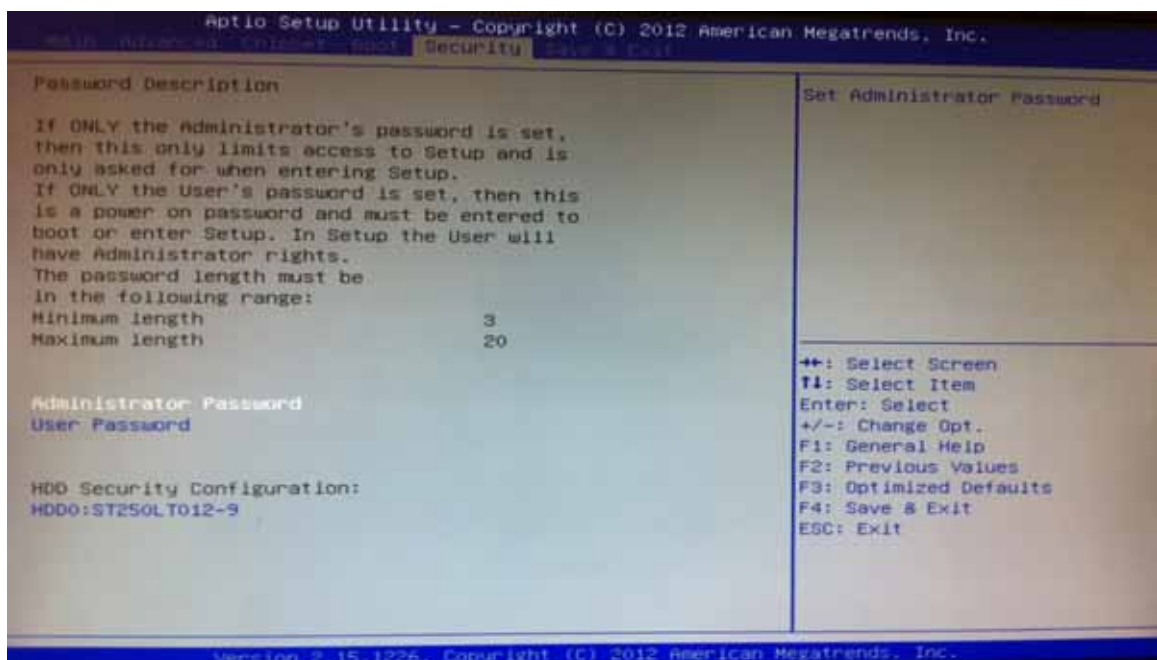 Aptio Setup Utility – Copyright (C) 2012 American Megatrends, Inc.
Main Advanced Chipset Boot Security Save & Exit
Password Description
If ONLY the Administrator's password is set,
then this only limits access to Setup and is
only asked for when entering Setup.
If ONLY the User's password is set, then this
is a power on password and must be entered to
boot or enter Setup. In Setup the User will
have Administrator rights.
The password length must be
in the following range:
Minimum length 3
Maximum length 20
Administrator Password
User Password
HDD Security Configuration:
HDD0:ST250LT012-9
Set Administrator Password
→←: Select Screen
↑↓: Select Item
Enter: Select
+/-: Change Opt.
F1: General Help
F2: Previous Values
F3: Optimized Defaults
F4: Save & Exit
ESC: Exit
Version 2.15.1226. Copyright (C) 2012 American Megatrends, Inc.